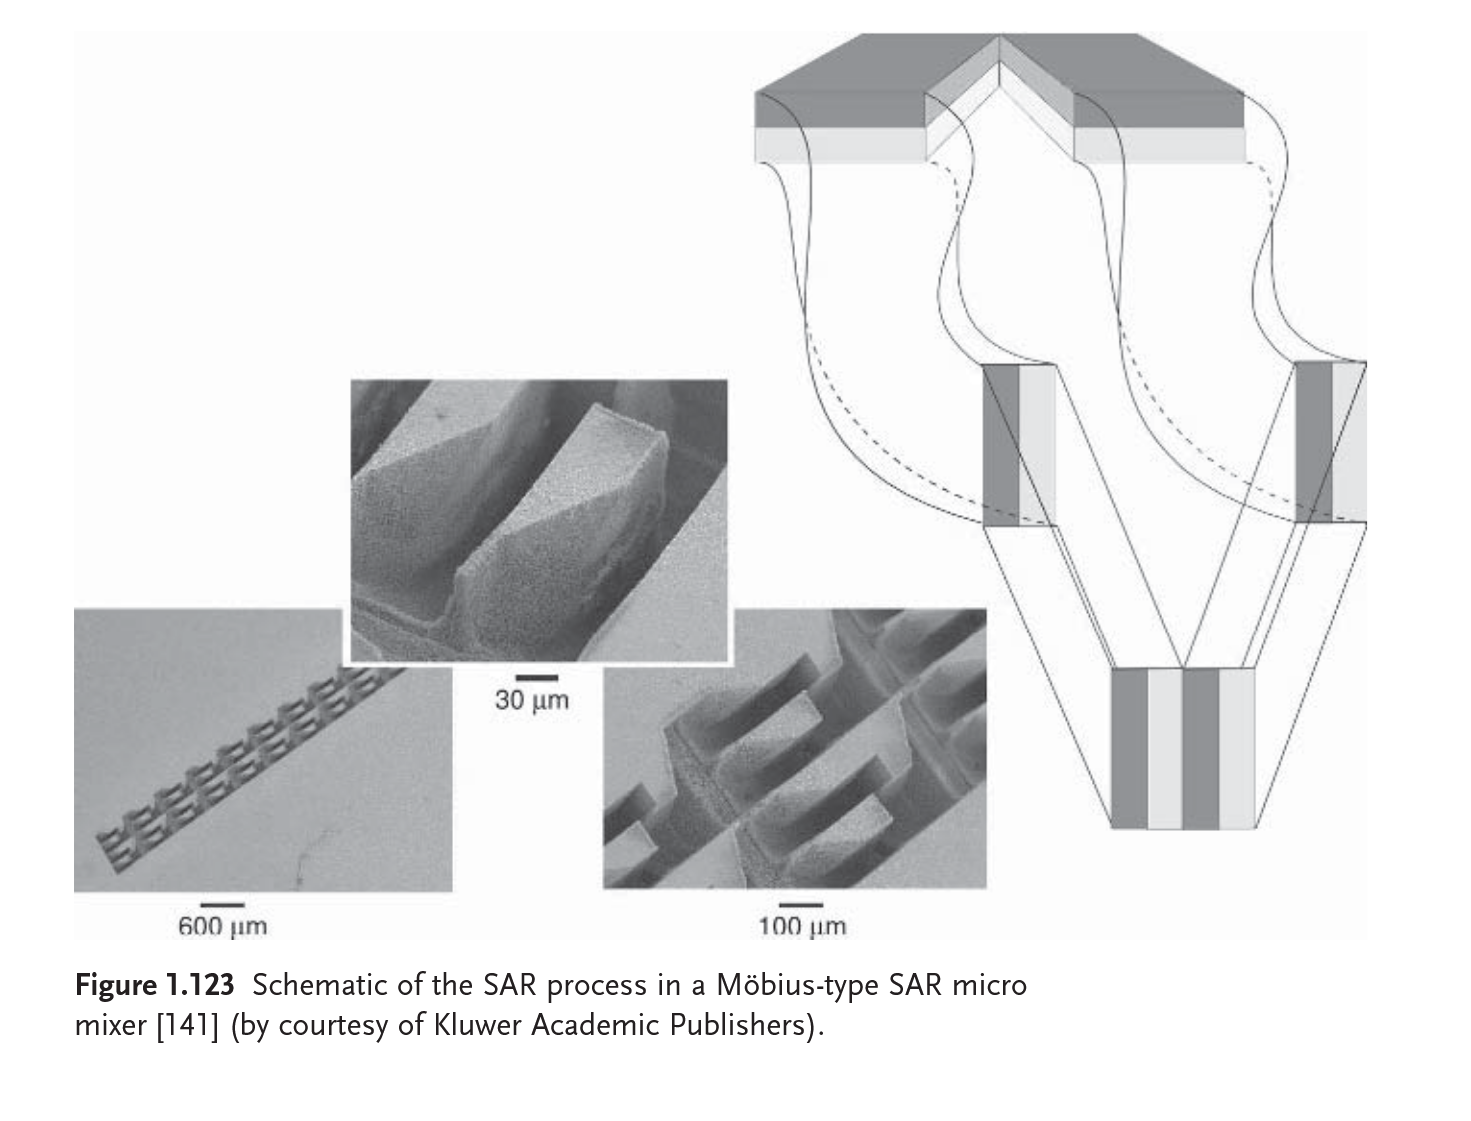 30 μm
600 μm
100 μm
Figure 1.123 Schematic of the SAR process in a Möbius-type SAR micro
mixer [141] (by courtesy of Kluwer Academic Publishers).